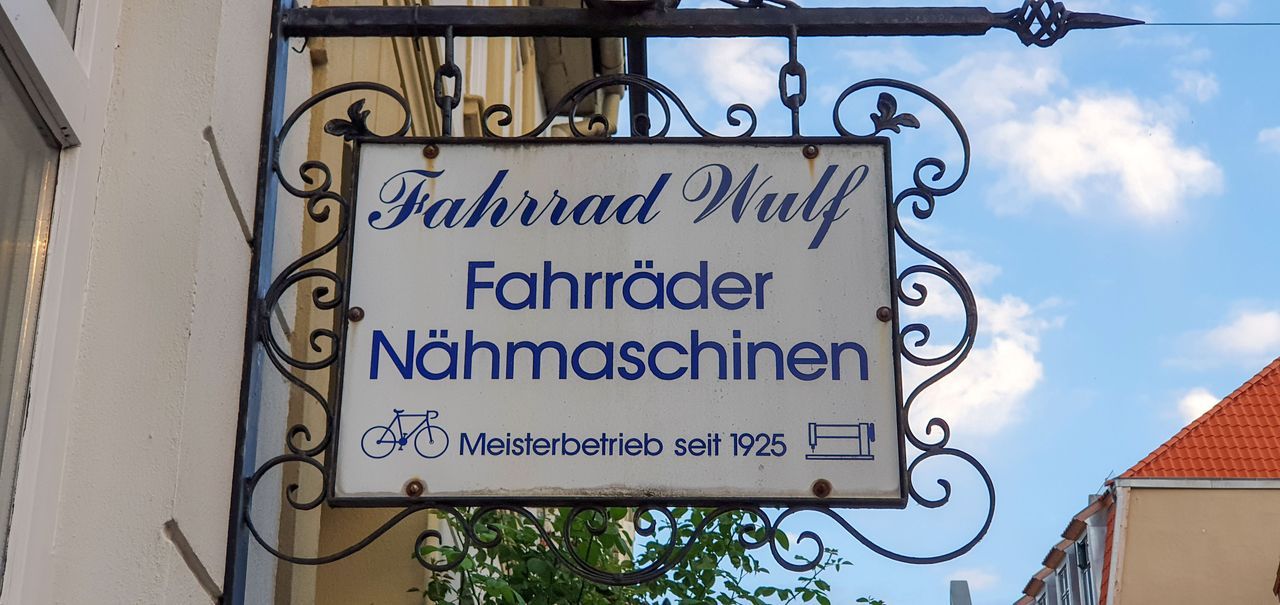 Fahrrad Wulf
Fahrräder
Nähmaschinen
Meisterbetrieb seit 1925